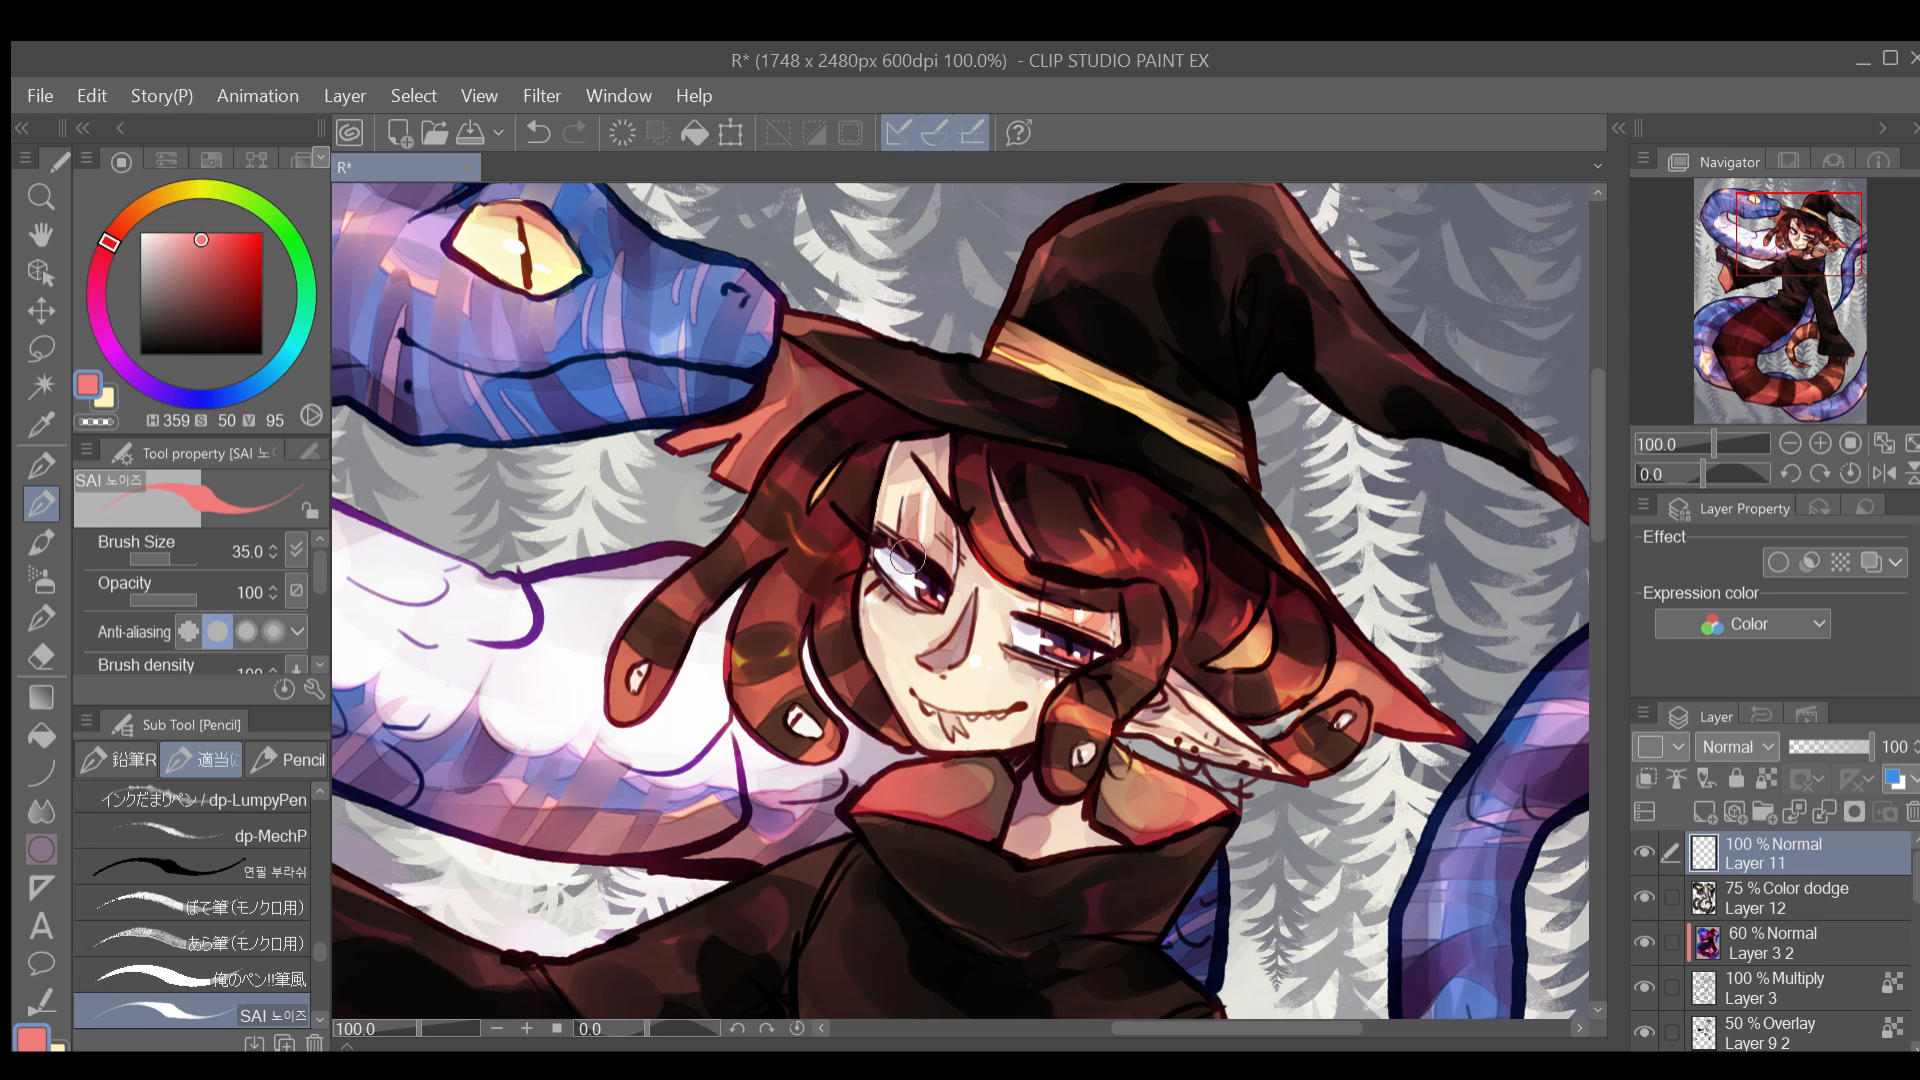 R* (1748 x 2480px 600dpi 100.0%) - CLIP STUDIO PAINT EX
File Edit Story(P) Animation Layer Select View Filter Window Help
R*
Navigator
H 359 S 50 V 95
100.0
0.0
Tool property [SAI 노이
SAI 노이즈
Brush Size 35.0
Opacity 100
Anti-aliasing
Brush density 100
Layer Property
Effect
Expression color
Color
Sub Tool [Pencil]
鉛筆R 適当 Pencil
インクだまりペン / dp-LumpyPen
dp-MechP
연필 부라쉬
ぱて筆(モノクロ用)
あら筆(モノクロ用)
俺のペン!!筆風
SAI 노이즈
Layer
Normal 100
100 % Normal
Layer 11
75 % Color dodge
Layer 12
60 % Normal
Layer 3 2
100 % Multiply
Layer 3
50 % Overlay
Layer 9 2
100.0 0.0